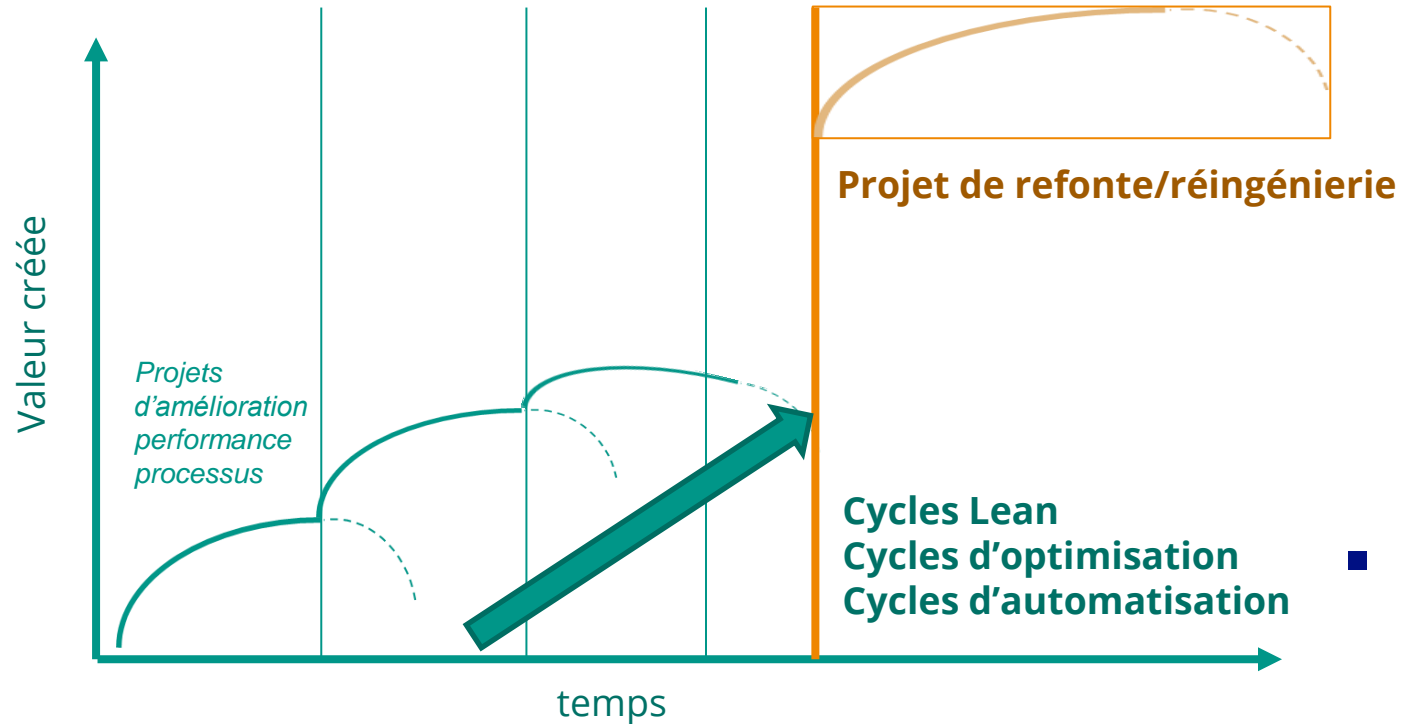 Valeur créée
Projets
d’amélioration
performance
processus
Projet de refonte/réingénierie
Cycles Lean
Cycles d’optimisation
Cycles d’automatisation
temps